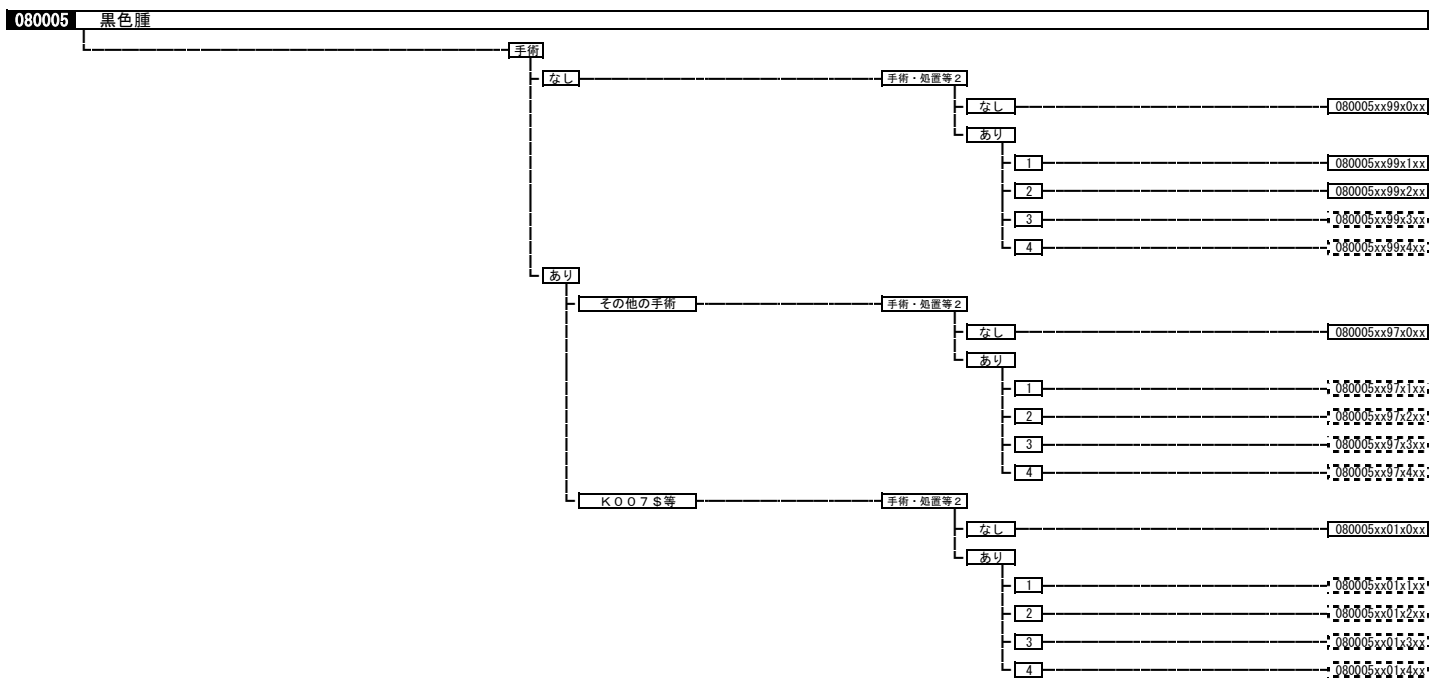 080005 黒色腫
手術
なし 手術・処置等2
なし 080005xx99x0xx
あり
1 080005xx99x1xx
2 080005xx99x2xx
3 080005xx99x3xx
4 080005xx99x4xx
あり
その他の手術 手術・処置等2
なし 080005xx97x0xx
あり
1 080005xx97x1xx
2 080005xx97x2xx
3 080005xx97x3xx
4 080005xx97x4xx
K007$等 手術・処置等2
なし 080005xx01x0xx
あり
1 080005xx01x1xx
2 080005xx01x2xx
3 080005xx01x3xx
4 080005xx01x4xx